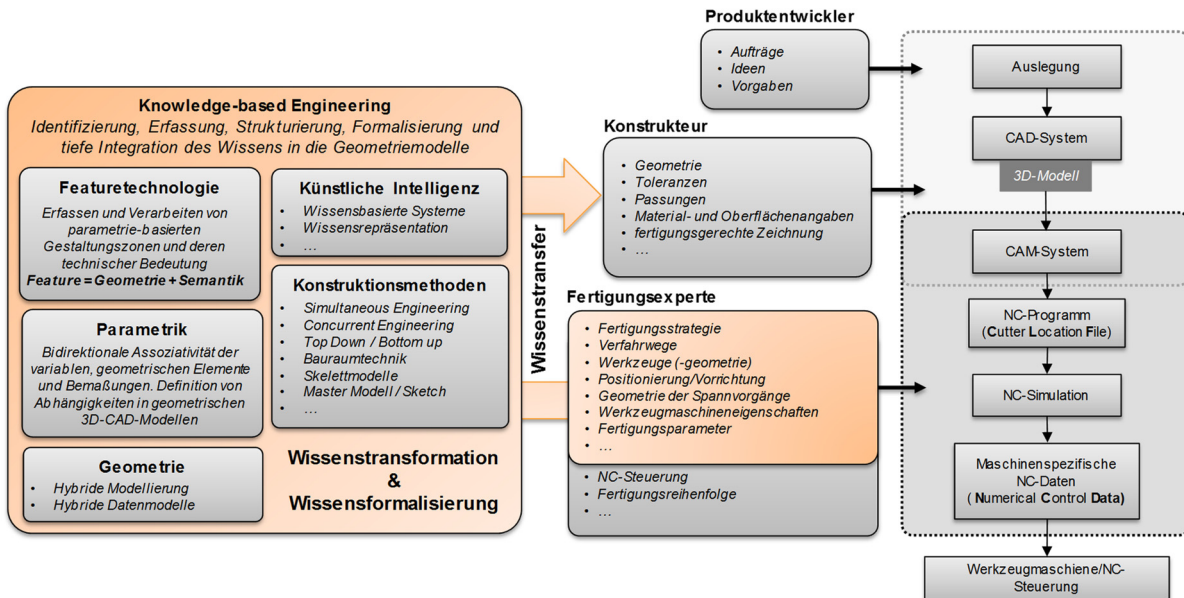 Knowledge-based Engineering
Identifizierung, Erfassung, Strukturierung, Formalisierung und
tiefe Integration des Wissens in die Geometriemodelle
Featuretechnologie
Erfassen und Verarbeiten von
parametrie-basierten
Gestaltungszonen und deren
technischer Bedeutung
Feature = Geometrie + Semantik
Parametrik
Bidirektionale Assoziativität der
variablen, geometrischen Elemente
und Bemaßungen. Definition von
Abhängigkeiten in geometrischen
3D-CAD-Modellen
Geometrie
• Hybride Modellierung
• Hybride Datenmodelle
Künstliche Intelligenz
• Wissensbasierte Systeme
• Wissensrepräsentation
• ...
Konstruktionsmethoden
• Simultaneous Engineering
• Concurrent Engineering
• Top Down / Bottom up
• Bauraumtechnik
• Skelettmodelle
• Master Modell / Sketch
• ...
Wissenstransformation
&
Wissensformalisierung
Wissenstransfer
Produktentwickler
• Aufträge
• Ideen
• Vorgaben
Konstrukteur
• Geometrie
• Toleranzen
• Passungen
• Material- und Oberflächenangaben
• fertigungsgerechte Zeichnung
• ...
Fertigungsexperte
• Fertigungsstrategie
• Verfahrwege
• Werkzeuge (-geometrie)
• Positionierung/Vorrichtung
• Geometrie der Spannvorgänge
• Werkzeugmaschineneigenschaften
• Fertigungsparameter
• ...
• NC-Steuerung
• Fertigungsreihenfolge
• ...
Auslegung
CAD-System
3D-Modell
CAM-System
NC-Programm
(Cutter Location File)
NC-Simulation
Maschinenspezifische
NC-Daten
( Numerical Control Data)
Werkzeugmaschiene/NC-
Steuerung